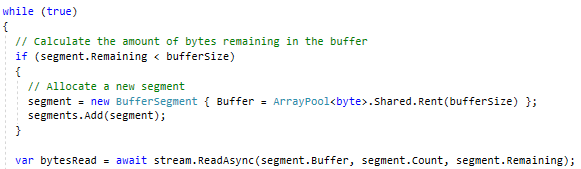 while (true)
{
// Calculate the amount of bytes remaining in the buffer
if (segment.Remaining < bufferSize)
{
// Allocate a new segment
segment = new BufferSegment { Buffer = ArrayPool<byte>.Shared.Rent(bufferSize) };
segments.Add(segment);
}
var bytesRead = await stream.ReadAsync(segment.Buffer, segment.Count, segment.Remaining);